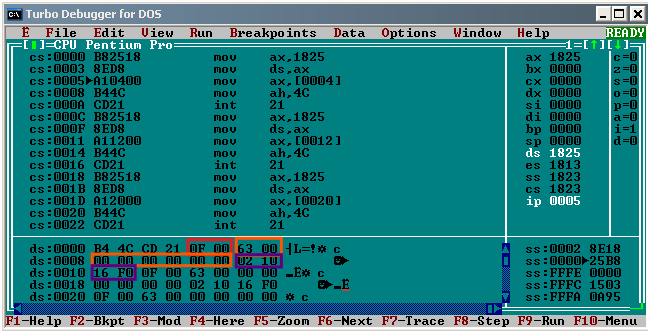 Turbo Debugger for DOS
E File Edit View Run Breakpoints Data Options Window Help READY
[■]=CPU Pentium Pro 1=[↑][↓]
cs:0000 B82518 mov ax,1825 ax 1825 c=0
cs:0003 8ED8 mov ds,ax bx 0000 z=0
cs:0005►A10400 mov ax,[0004] cx 0000 s=0
cs:0008 B44C mov ah,4C dx 0000 o=0
cs:000A CD21 int 21 si 0000 p=0
cs:000C B82518 mov ax,1825 di 0000 a=0
cs:000F 8ED8 mov ds,ax bp 0000 i=1
cs:0011 A11200 mov ax,[0012] sp 0000 d=0
cs:0014 B44C mov ah,4C ds 1825
cs:0016 CD21 int 21 es 1813
cs:0018 B82518 mov ax,1825 ss 1823
cs:001B 8ED8 mov ds,ax cs 1823
cs:001D A12000 mov ax,[0020] ip 0005
cs:0020 B44C mov ah,4C
cs:0022 CD21 int 21
ds:0000 B4 4C CD 21 0F 00 63 00 ┤L=!☼ c ss:0002 8E18
ds:0008 00 00 00 00 00 00 02 10 ss:0000►25B8
ds:0010 16 F0 0F 00 63 00 00 00 ▬E☼ c ss:FFFE 0000
ds:0018 00 00 00 00 02 10 16 F0 ss:FFFC 1503
ds:0020 0F 00 63 00 00 00 00 00 ☼ c ss:FFFA 0A95
F1-Help F2-Bkpt F3-Mod F4-Here F5-Zoom F6-Next F7-Trace F8-Step F9-Run F10-Menu